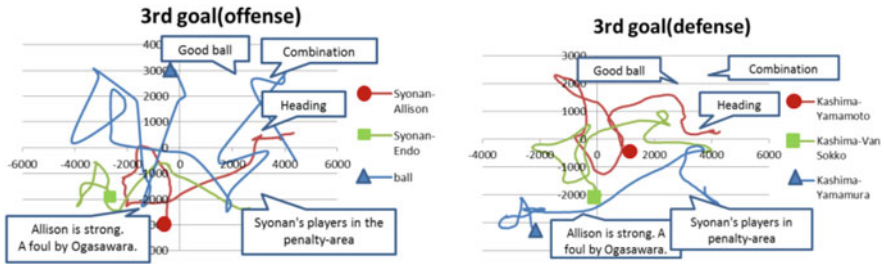 3rd goal(offense)
4000
3000
2000
1000
0
-6000 -4000 -2000 0 2000 4000 6000
Good ball
Combination
Heading
Syonan-
Allison
Syonan-
Endo
ball
Allison is strong.
A foul by Ogasawara.
Syonan's players in the
penalty-area
3rd goal(defense)
3000
2000
1000
0
-4000 -2000 0 2000 4000 6000
Good ball
Combination
Heading
Kashima-
Yamamoto
Kashima-Van
Sokko
Kashima-
Yamamura
Allison is strong. A
foul by Ogasawara.
Syonan's players in
penalty-area